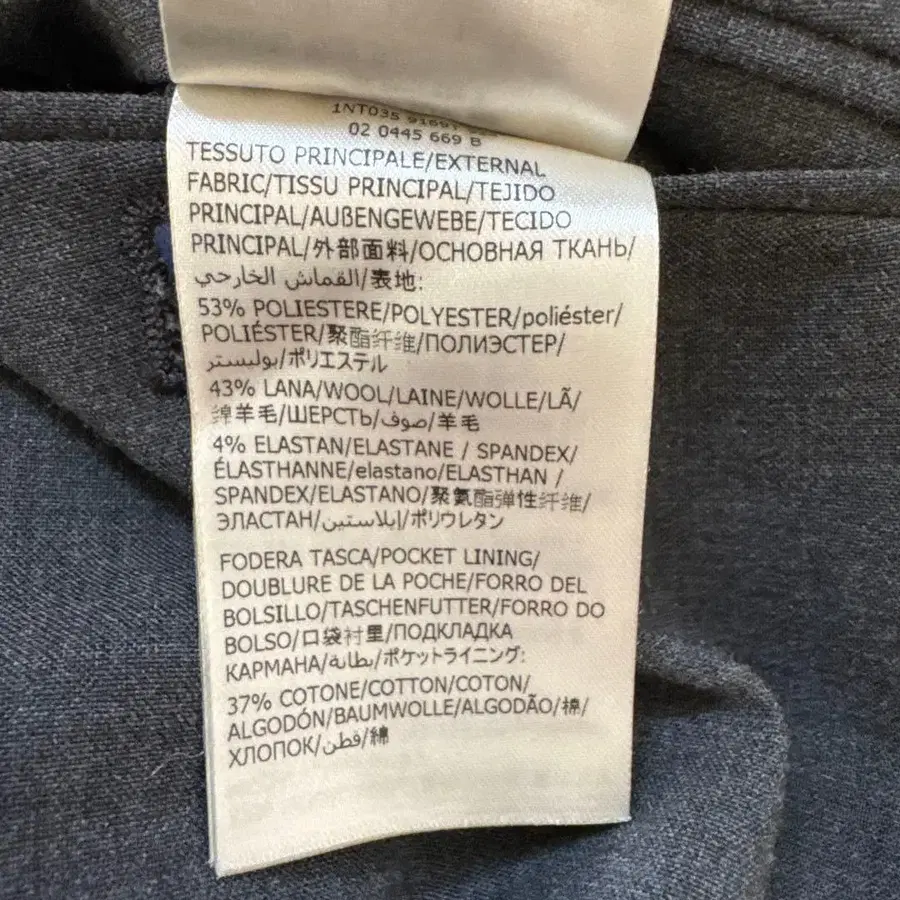 02 0445 669 B
TESSUTO PRINCIPALE/EXTERNAL
FABRIC/TISSU PRINCIPAL/TEJIDO
PRINCIPAL/AUßENGEWEBE/TECIDO
PRINCIPAL/外部面料/ОСНОВНАЯ ТКАНЬ/
القماش الخارجي/表地:
53% POLIESTERE/POLYESTER/poliéster/
POLIÉSTER/聚酯纤维/ПОЛИЭСТЕР/
بوليستر/ポリエステル
43% LANA/WOOL/LAINE/WOLLE/LÃ/
绵羊毛/ШЕРСТЬ/صوف/羊毛
4% ELASTAN/ELASTANE / SPANDEX/
ÉLASTHANNE/elastano/ELASTHAN /
SPANDEX/ELASTANO/聚氨酯弹性纤维/
ЭЛАСТАН/إيلاستين/ポリウレタン
FODERA TASCA/POCKET LINING/
DOUBLURE DE LA POCHE/FORRO DEL
BOLSILLO/TASCHENFUTTER/FORRO DO
BOLSO/口袋衬里/ПОДКЛАДКА
КАРМАНА/بطانة/ポケットライニング:
37% COTONE/COTTON/COTON/
ALGODÓN/BAUMWOLLE/ALGODÃO/棉/
ХЛОПОК/قطن/綿